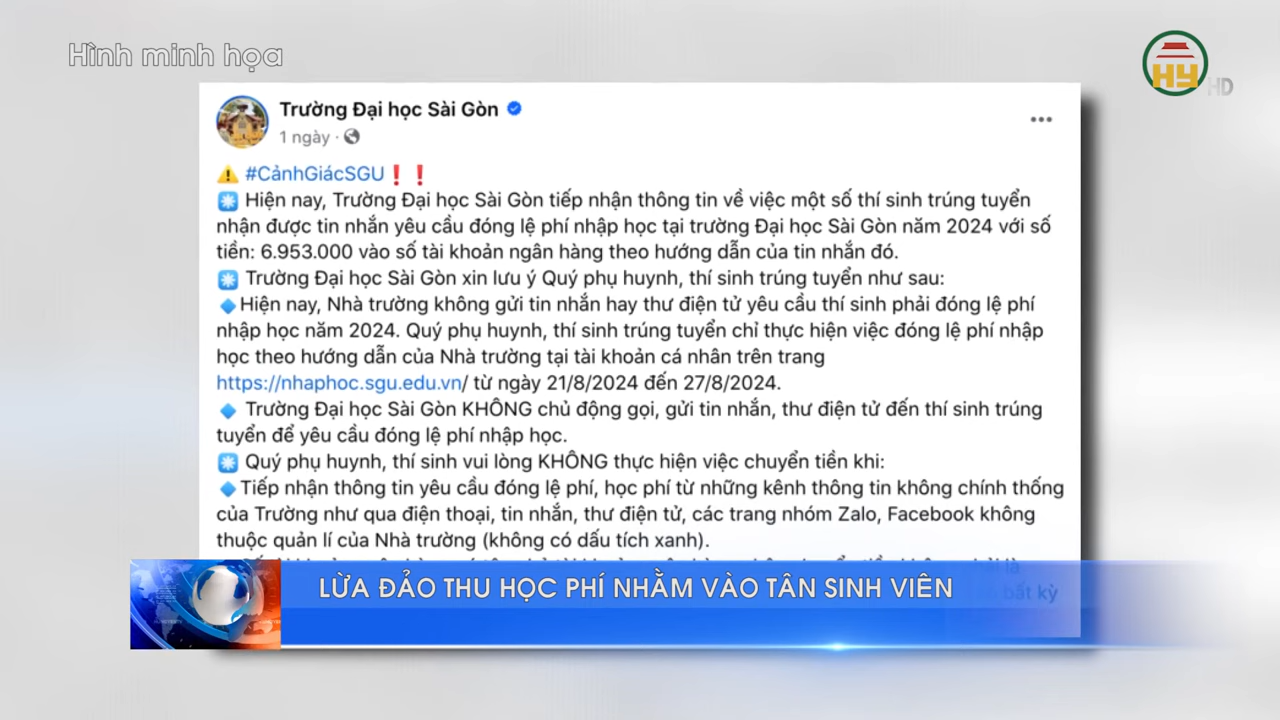 Hình minh họa
HY HD
Trường Đại học Sài Gòn
1 ngày ·
#CảnhGiácSGU❗❗
Hiện nay, Trường Đại học Sài Gòn tiếp nhận thông tin về việc một số thí sinh trúng tuyển
nhận được tin nhắn yêu cầu đóng lệ phí nhập học tại trường Đại học Sài Gòn năm 2024 với số
tiền: 6.953.000 vào số tài khoản ngân hàng theo hướng dẫn của tin nhắn đó.
Trường Đại học Sài Gòn xin lưu ý Quý phụ huynh, thí sinh trúng tuyển như sau:
Hiện nay, Nhà trường không gửi tin nhắn hay thư điện tử yêu cầu thí sinh phải đóng lệ phí
nhập học năm 2024. Quý phụ huynh, thí sinh trúng tuyển chỉ thực hiện việc đóng lệ phí nhập
học theo hướng dẫn của Nhà trường tại tài khoản cá nhân trên trang
https://nhaphoc.sgu.edu.vn/ từ ngày 21/8/2024 đến 27/8/2024.
Trường Đại học Sài Gòn KHÔNG chủ động gọi, gửi tin nhắn, thư điện tử đến thí sinh trúng
tuyển để yêu cầu đóng lệ phí nhập học.
Quý phụ huynh, thí sinh vui lòng KHÔNG thực hiện việc chuyển tiền khi:
Tiếp nhận thông tin yêu cầu đóng lệ phí, học phí từ những kênh thông tin không chính thống
của Trường như qua điện thoại, tin nhắn, thư điện tử, các trang nhóm Zalo, Facebook không
thuộc quản lí của Nhà trường (không có dấu tích xanh).
bất kỳ
LỪA ĐẢO THU HỌC PHÍ NHẰM VÀO TÂN SINH VIÊN